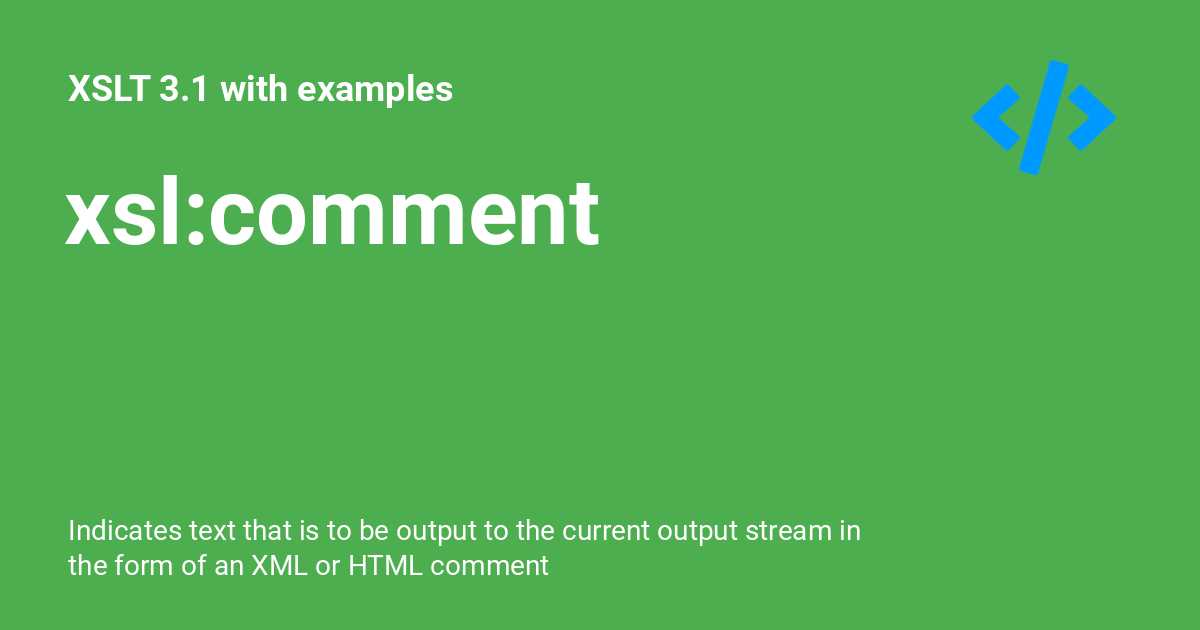 XSLT 3.1 with examples
xsl:comment
Indicates text that is to be output to the current output stream in
the form of an XML or HTML comment